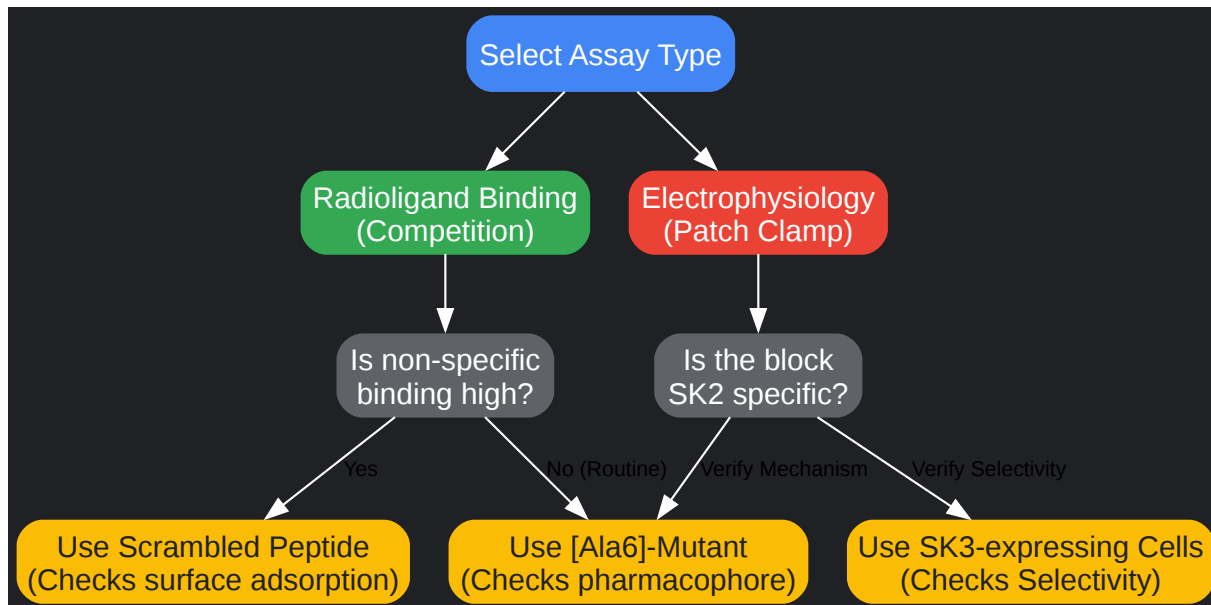 Select Assay Type
Radioligand Binding
(Competition)
Electrophysiology
(Patch Clamp)
Is non-specific
binding high?
Is the block
SK2 specific?
Yes
No (Routine)
Verify Mechanism
Verify Selectivity
Use Scrambled Peptide
(Checks surface adsorption)
Use [Ala6]-Mutant
(Checks pharmacophore)
Use SK3-expressing Cells
(Checks Selectivity)